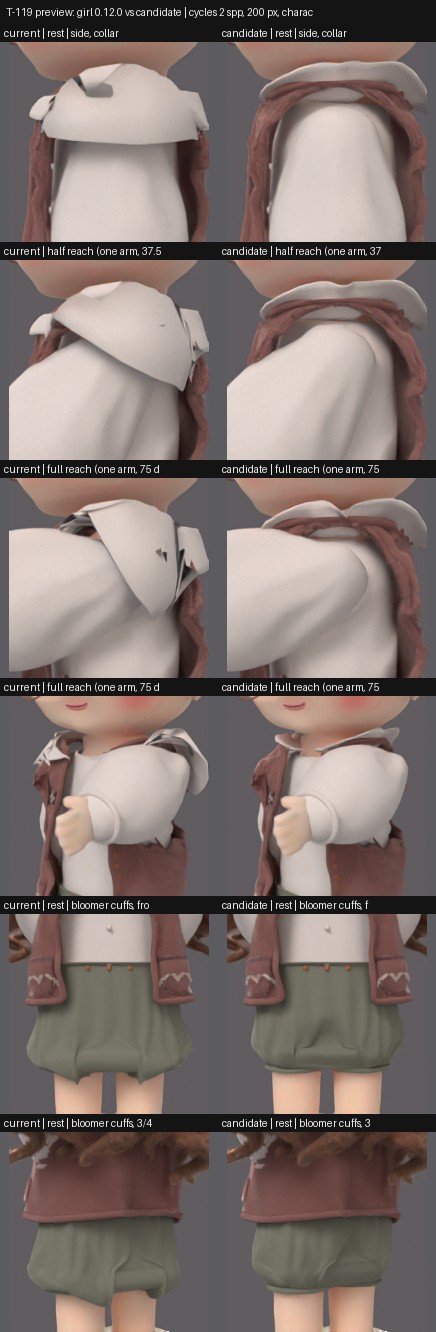 T-119 preview: girl 0.12.0 vs candidate | cycles 2 spp, 200 px, charac
current | rest | side, collar
candidate | rest | side, collar
current | half reach (one arm, 37.5
candidate | half reach (one arm, 37
current | full reach (one arm, 75 d
candidate | full reach (one arm, 75
current | full reach (one arm, 75 d
candidate | full reach (one arm, 75
current | rest | bloomer cuffs, fro
candidate | rest | bloomer cuffs, f
current | rest | bloomer cuffs, 3/4
candidate | rest | bloomer cuffs, 3